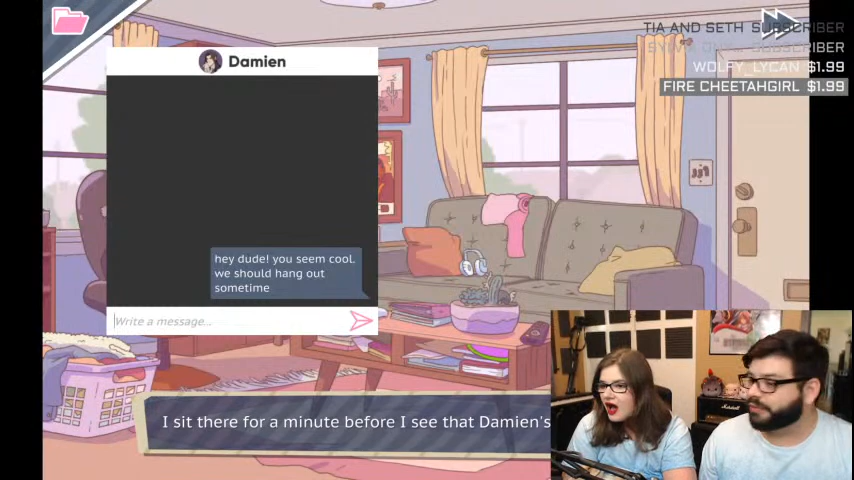 TIA AND SETH SUBSCRIBER
SUBSCRIBER
WOLFY_LYCAN $1.99
FIRE CHEETAHGIRL $1.99
Damien
hey dude! you seem cool.
we should hang out
sometime
Write a message...
I sit there for a minute before I see that Damien's
Marshall